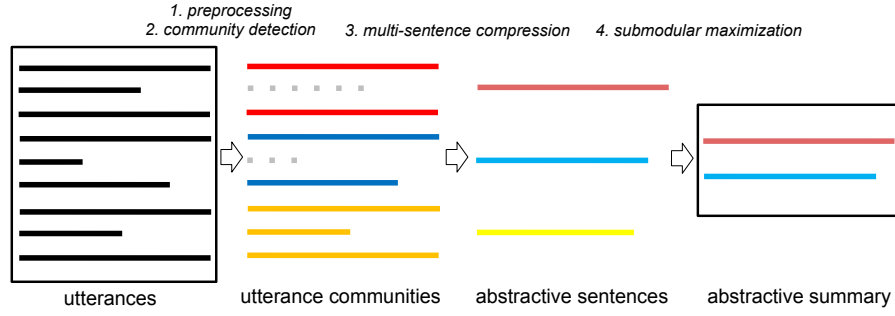 1. preprocessing
2. community detection
3. multi-sentence compression
4. submodular maximization
utterances
utterance communities
abstractive sentences
abstractive summary